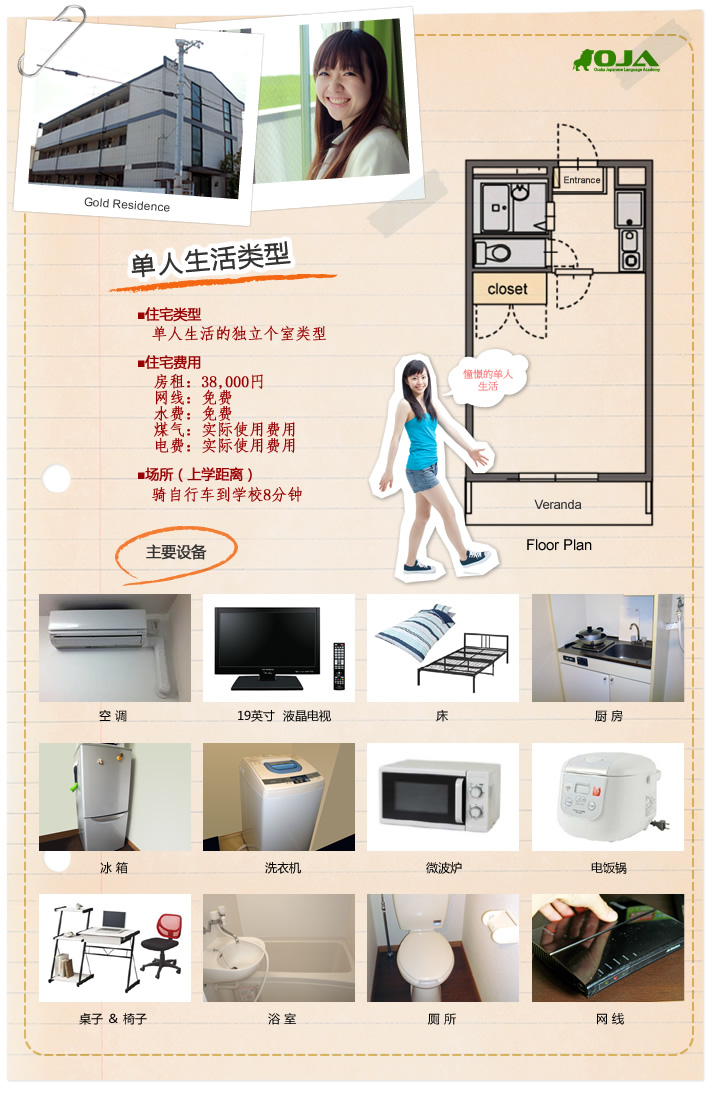 OJA
Osaka Japanese Language Academy
Gold Residence
Entrance
closet
单人生活类型
■住宅类型
单人生活的独立个室类型
■住宅费用
房租：38,000円
网线：免费
水费：免费
煤气：实际使用费用
电费：实际使用费用
■场所（上学距离）
骑自行车到学校8分钟
憧憬的单人
生活
Veranda
Floor Plan
主要设备
空 调
19英寸 液晶电视
床
厨 房
冰 箱
洗衣机
微波炉
电饭锅
桌子 & 椅子
浴 室
厕 所
网 线